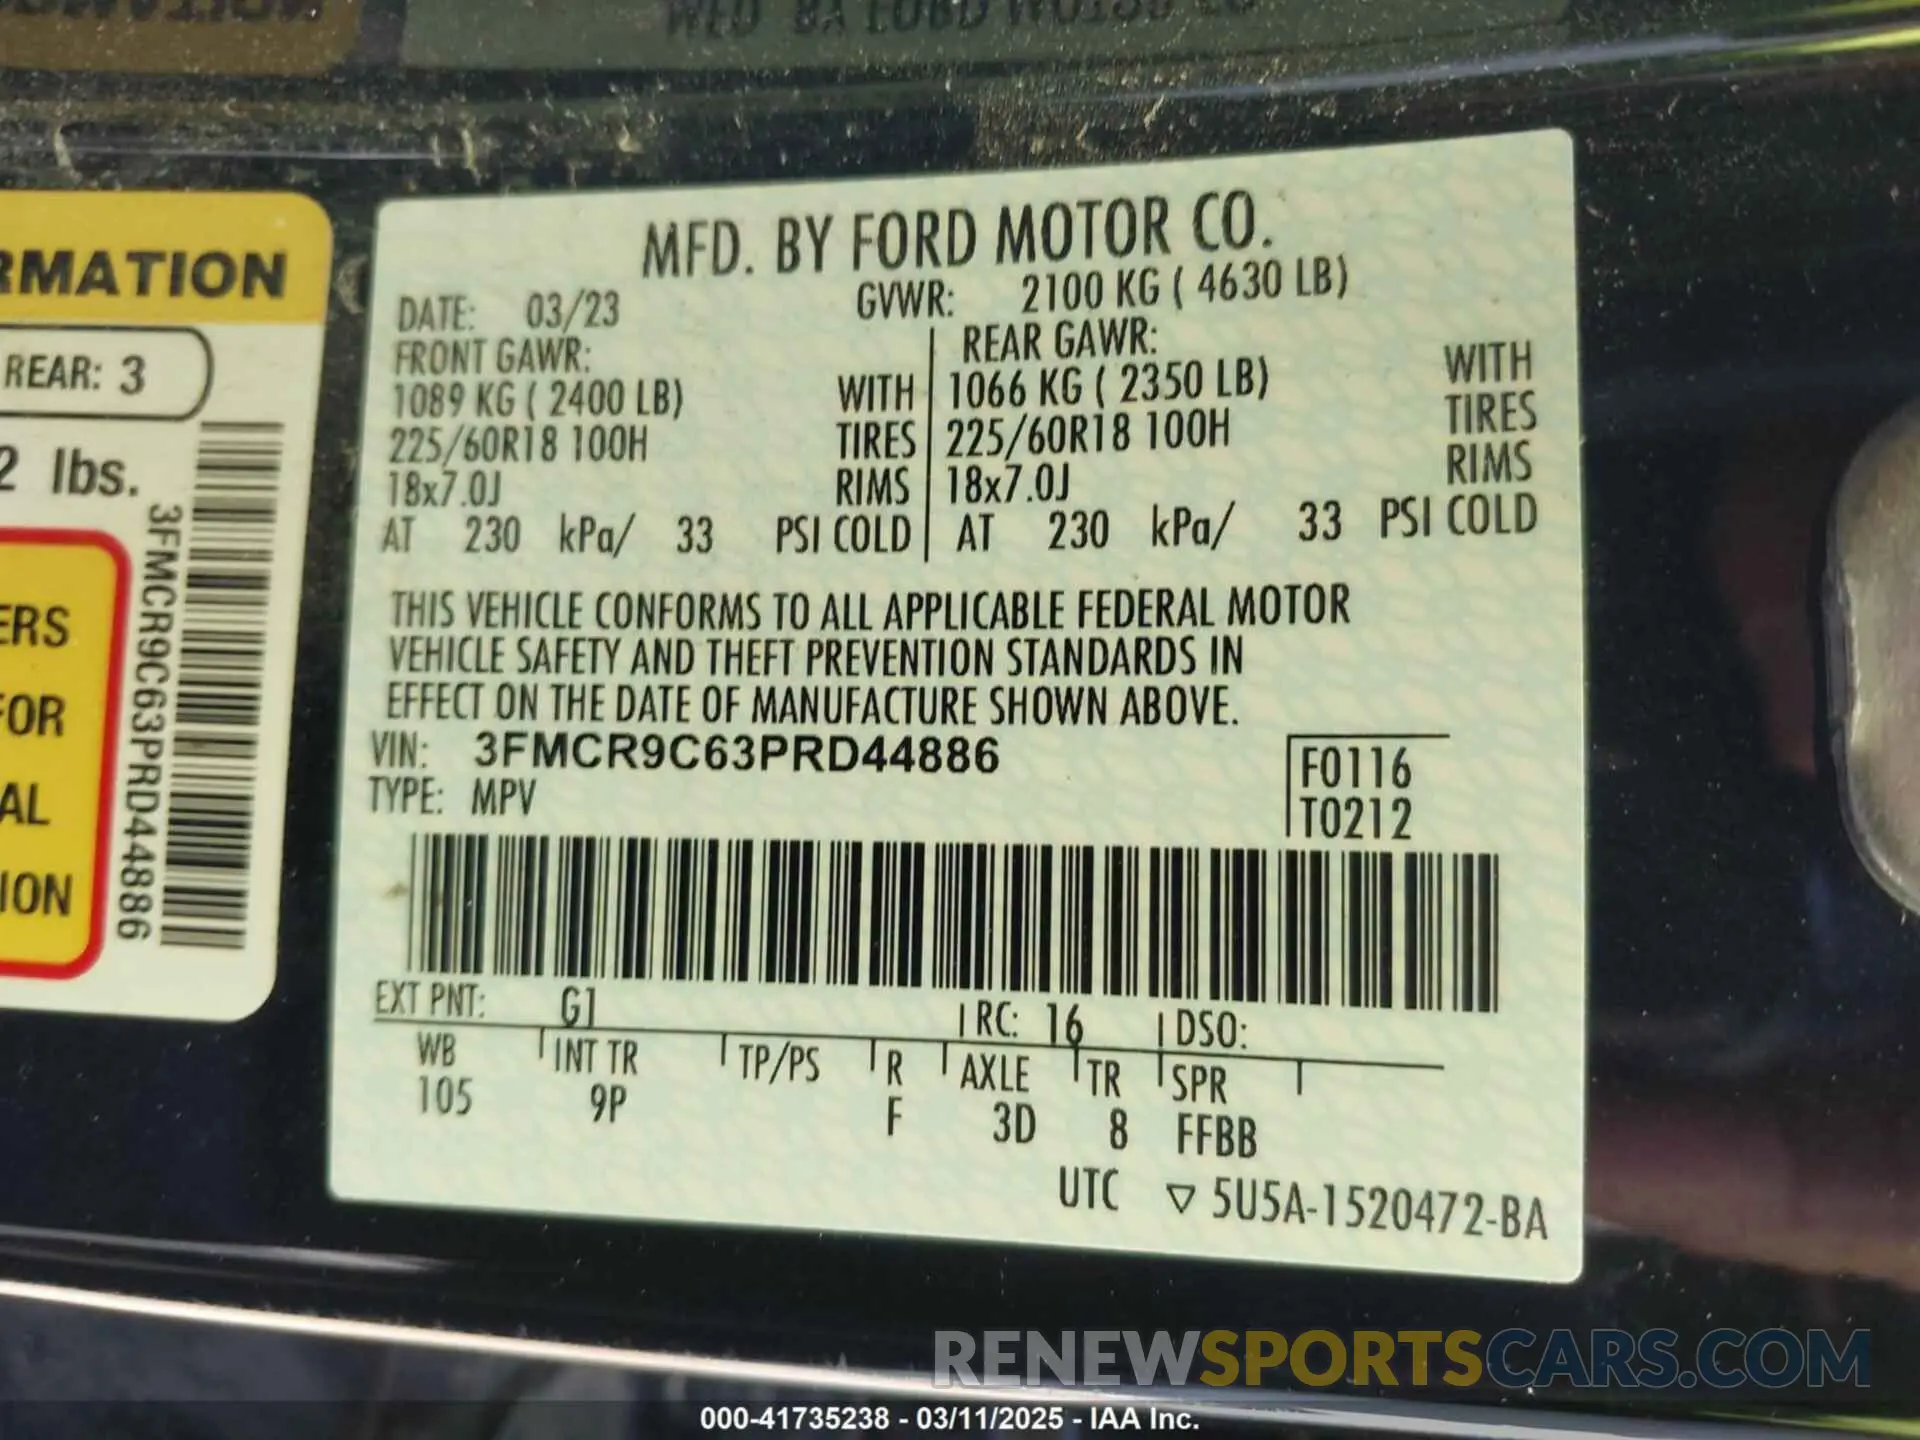 MFD. BY FORD MOTOR CO.
DATE: 03/23 GVWR: 2100 KG ( 4630 LB)
FRONT GAWR: REAR GAWR:
1089 KG ( 2400 LB) WITH 1066 KG ( 2350 LB) WITH
225/60R18 100H TIRES 225/60R18 100H TIRES
18x7.0J RIMS 18x7.0J RIMS
AT 230 kPa/ 33 PSI COLD AT 230 kPa/ 33 PSI COLD
THIS VEHICLE CONFORMS TO ALL APPLICABLE FEDERAL MOTOR
VEHICLE SAFETY AND THEFT PREVENTION STANDARDS IN
EFFECT ON THE DATE OF MANUFACTURE SHOWN ABOVE.
VIN: 3FMCR9C63PRD44886
TYPE: MPV
F0116
T0212
EXT PNT: G1 RC: 16 DSO:
WB INT TR TP/PS R AXLE TR SPR
105 9P F 3D 8 FFBB
UTC ▽ 5U5A-1520472-BA
RMATION
REAR: 3
2 lbs.
3FMCR9C63PRD44886
ERS
FOR
AL
ION
RENEWSPORTSCARS.COM
000-41735238 - 03/11/2025 - IAA Inc.